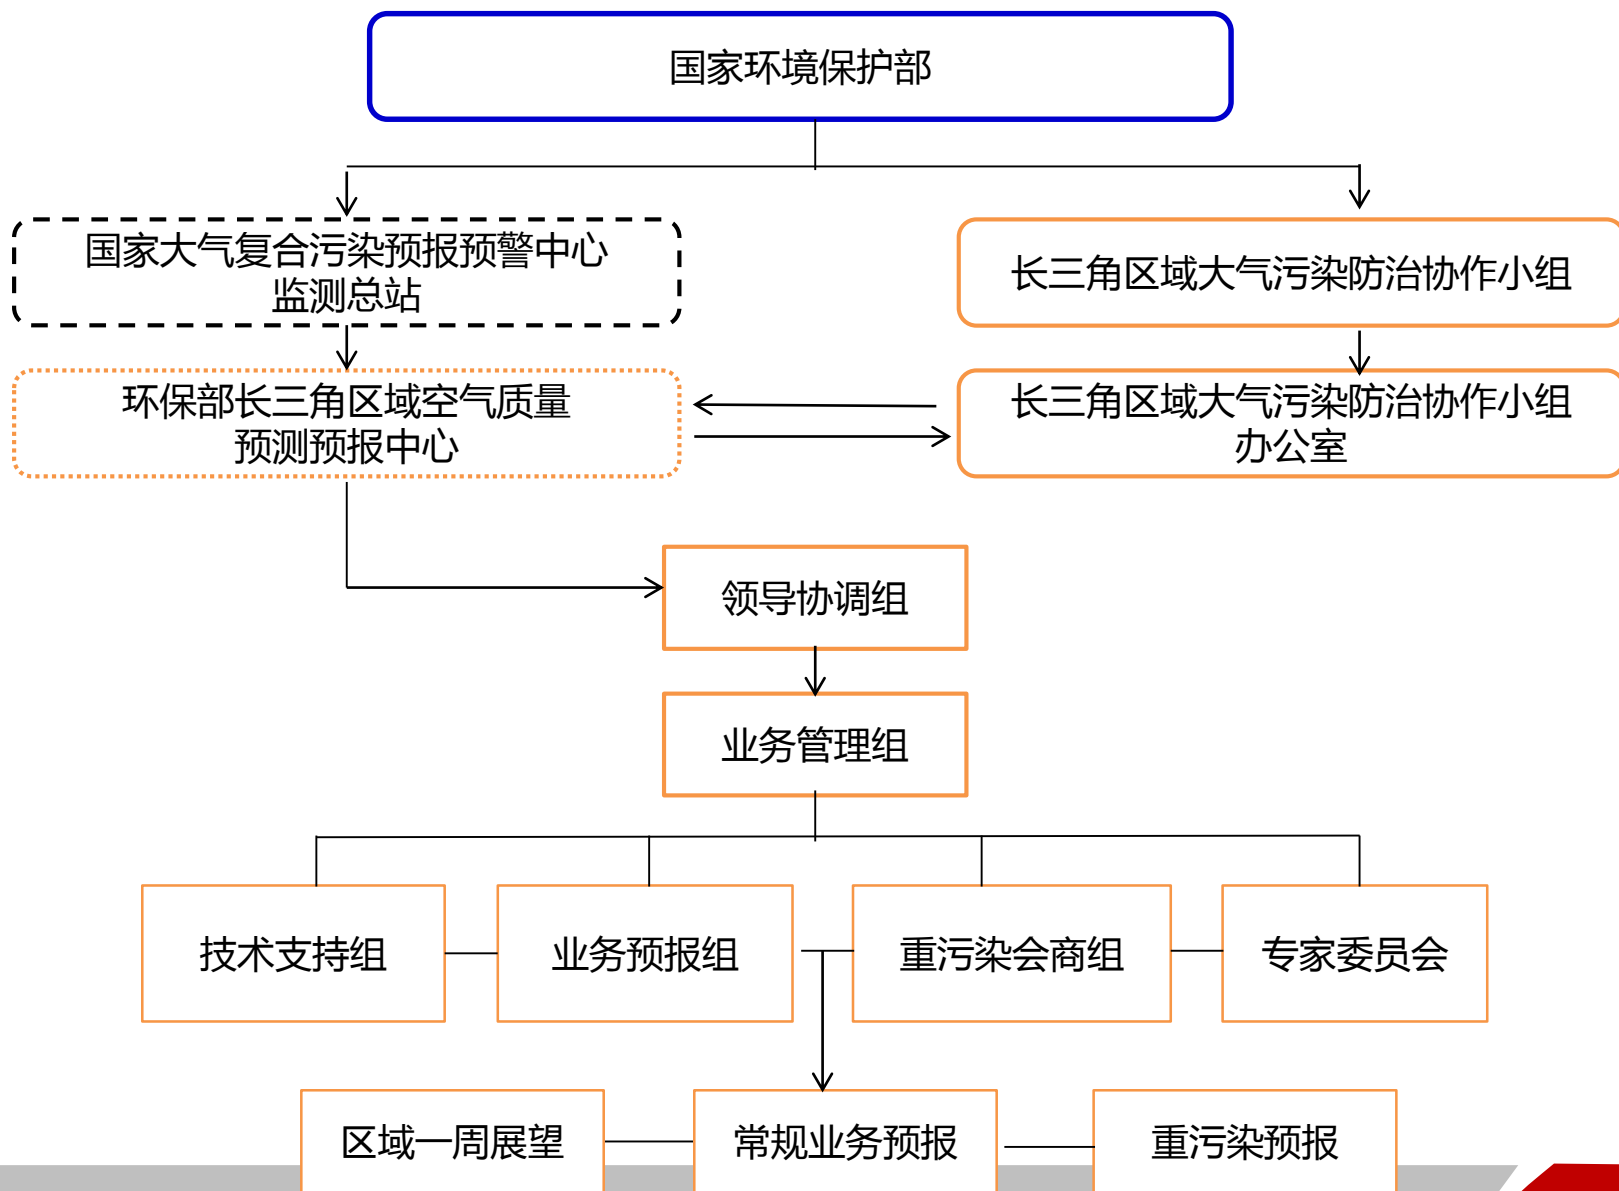 国家环境保护部
国家大气复合污染预报预警中心
监测总站
长三角区域大气污染防治协作小组
环保部长三角区域空气质量
预测预报中心
长三角区域大气污染防治协作小组
办公室
领导协调组
业务管理组
技术支持组
业务预报组
重污染会商组
专家委员会
区域一周展望
常规业务预报
重污染预报